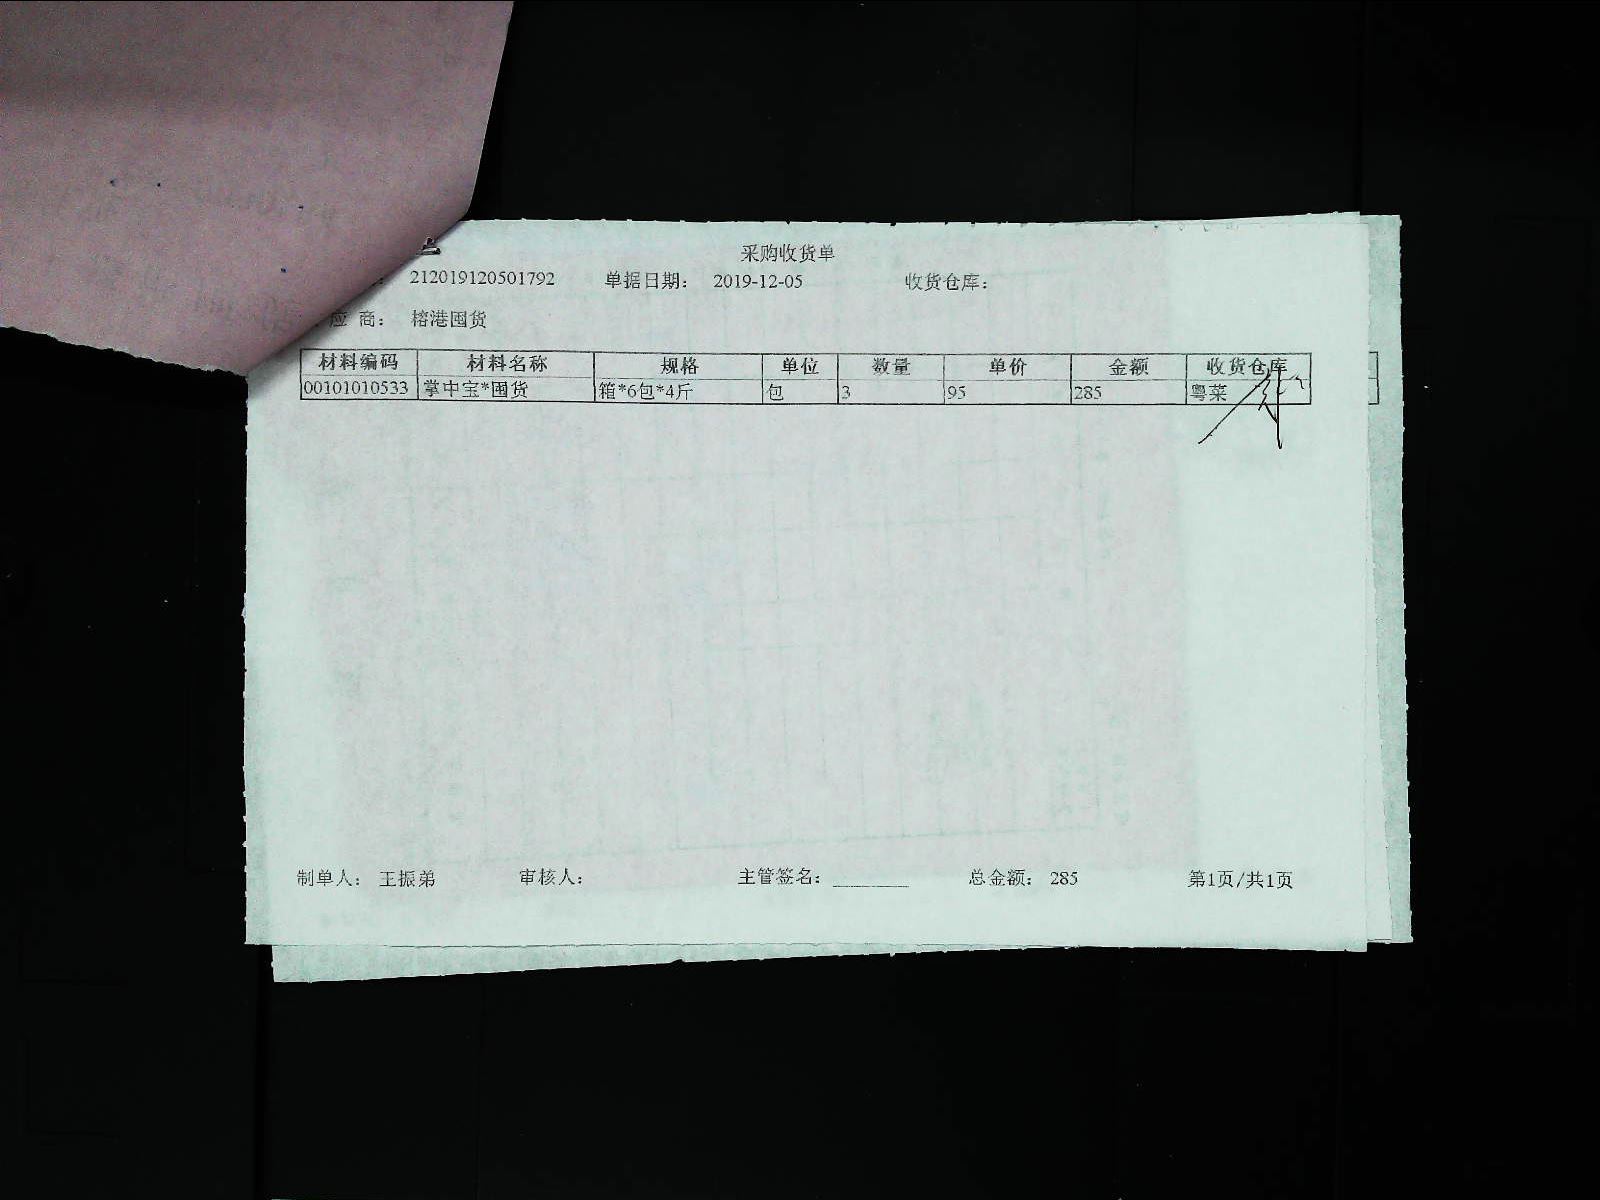 采购收货单
212019120501792 单据日期： 2019-12-05 收货仓库：
应 商： 榕港囤货
材料编码 材料名称 规格 单位 数量 单价 金额 收货仓库
00101010533 掌中宝*囤货 箱*6包*4斤 包 3 95 285 粤菜
制单人： 王振弟 审核人： 主管签名： 总金额： 285 第1页/共1页